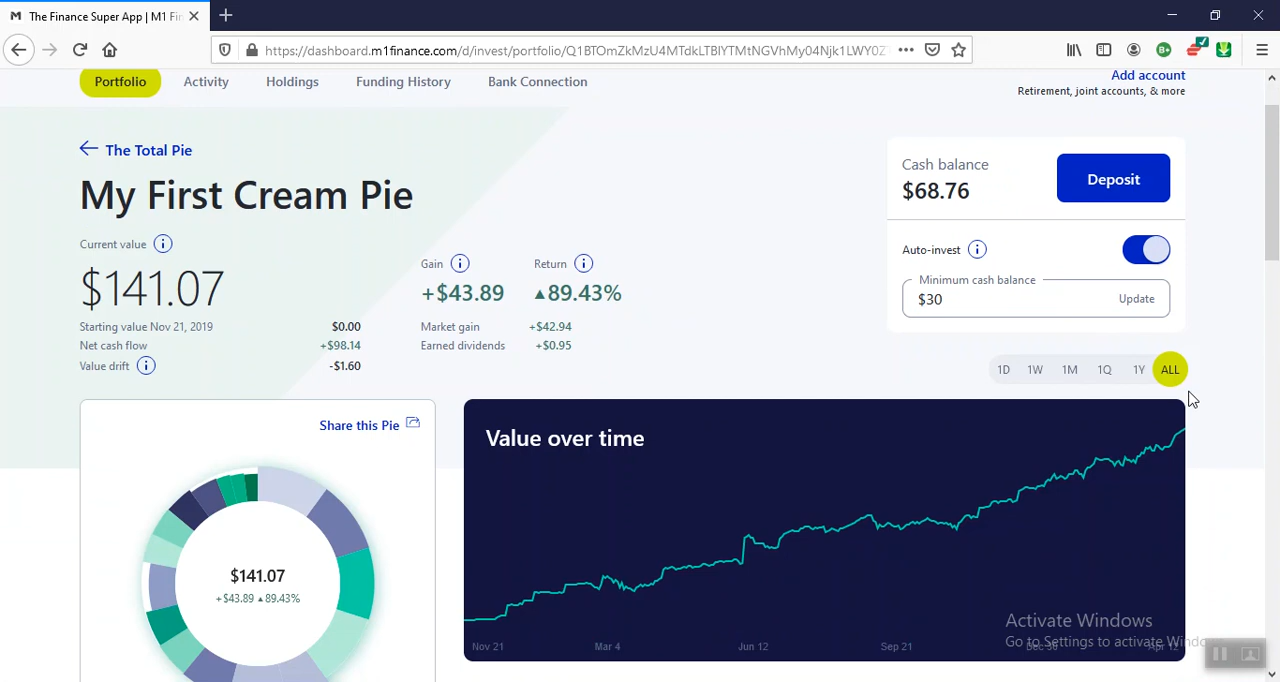 The Finance Super App | M1 Fin
https://dashboard.m1finance.com/d/invest/portfolio/Q1BTOmZkMzU4MTdkLTBlYTMtNGVhMy04Njk1LWY0Z
Portfolio Activity Holdings Funding History Bank Connection
Add account
Retirement, joint accounts, & more
The Total Pie
My First Cream Pie
Cash balance
$68.76
Deposit
Current value
$141.07
Starting value Nov 21, 2019 $0.00
Net cash flow +$98.14
Value drift -$1.60
Gain Return
+$43.89 ▲89.43%
Market gain +$42.94
Earned dividends +$0.95
Auto-invest
Minimum cash balance
$30 Update
1D 1W 1M 1Q 1Y ALL
Share this Pie
$141.07
+$43.89 ▲89.43%
Value over time
Nov 21 Mar 4 Jun 12 Sep 21 Dec 30 Apr 12
Activate Windows
Go to Settings to activate Windo